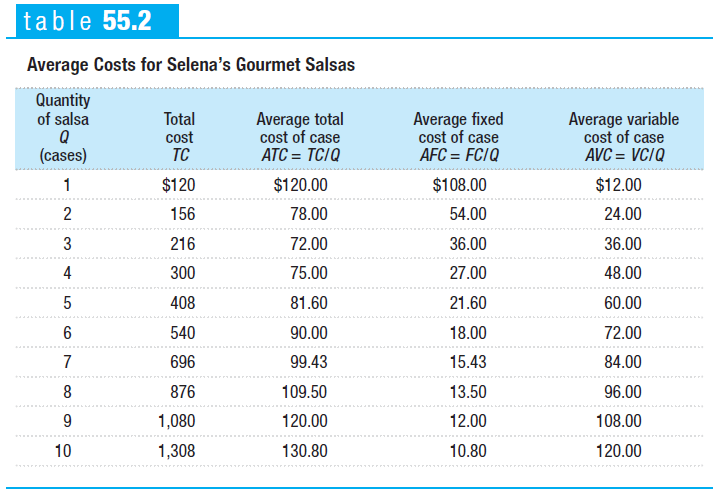 table 55.2
Average Costs for Selena's Gourmet Salsas
Quantity
of salsa
Q
(cases)
Total
cost
TC
Average total
cost of case
ATC = TC/Q
Average fixed
cost of case
AFC = FC/Q
Average variable
cost of case
AVC = VC/Q
1 $120 $120.00 $108.00 $12.00
2 156 78.00 54.00 24.00
3 216 72.00 36.00 36.00
4 300 75.00 27.00 48.00
5 408 81.60 21.60 60.00
6 540 90.00 18.00 72.00
7 696 99.43 15.43 84.00
8 876 109.50 13.50 96.00
9 1,080 120.00 12.00 108.00
10 1,308 130.80 10.80 120.00